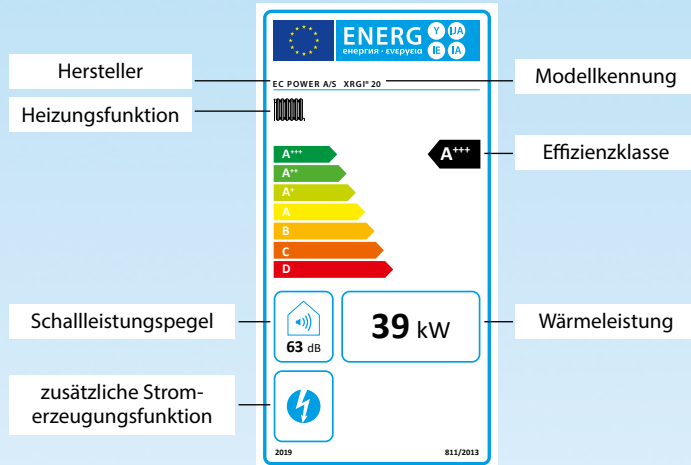 ENERG Y IJA
енергия · ενεργεια IE IA
Hersteller
EC POWER A/S XRGI® 20
Modellkennung
Heizungsfunktion
A+++
A+++
Effizienzklasse
A++
A+
A
B
C
D
Schallleistungspegel
63 dB
39 kW
Wärmeleistung
zusätzliche Strom-
erzeugungsfunktion
2019
811/2013